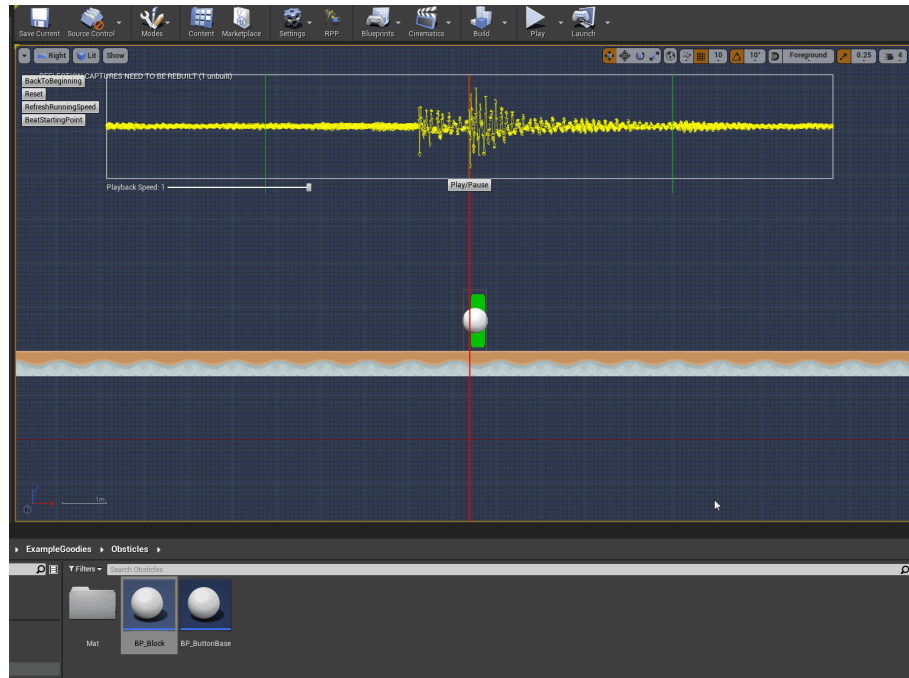 Save Current Source Control Modes Content Marketplace Settings RPP Blueprints Cinematics Build Play Launch
Right Lit Show 10 10° Foreground 0.25 4
REFLECTION CAPTURES NEED TO BE REBUILT (1 unbuilt)
BackToBeginning
Reset
RefreshRunningSpeed
BeatStartingPoint
Playback Speed: 1
Play/Pause
1m
ExampleGoodies Obsticles
Filters Search Obsticles
Mat BP_Block BP_ButtonBase